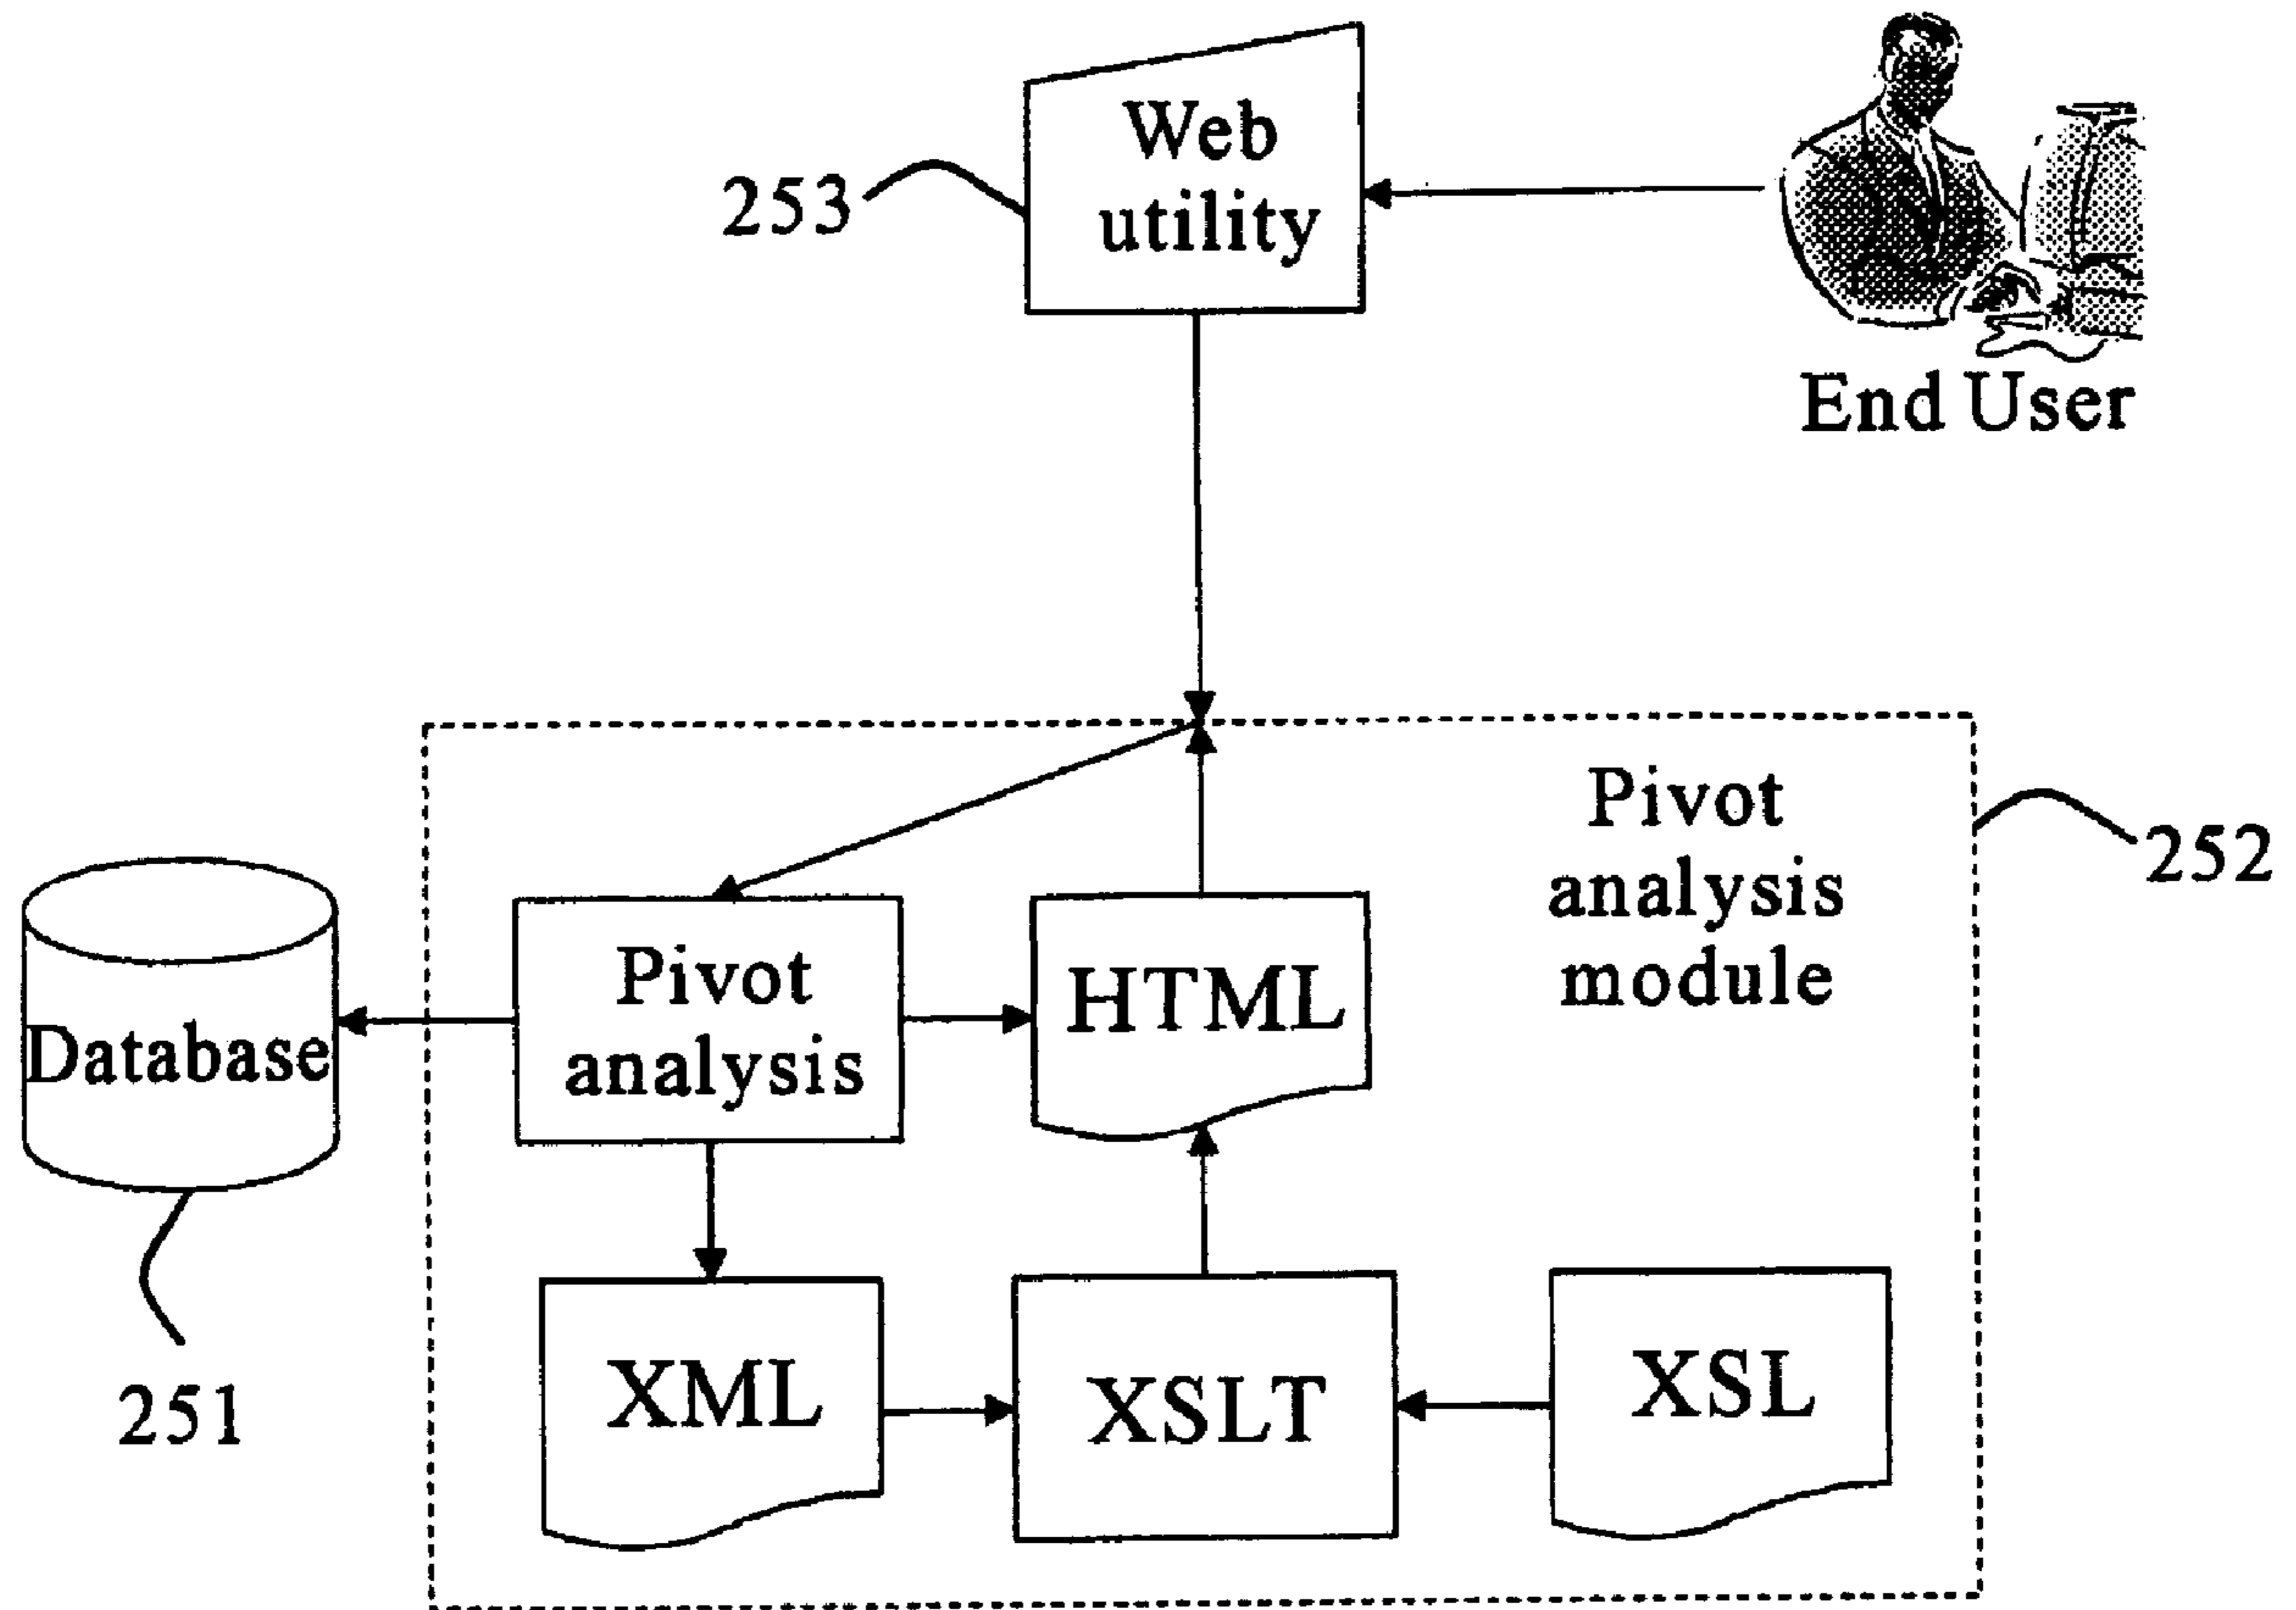 Web
utility
253
End User
Pivot
analysis
module
252
Database
Pivot
analysis
HTML
251
XML
XSLT
XSL